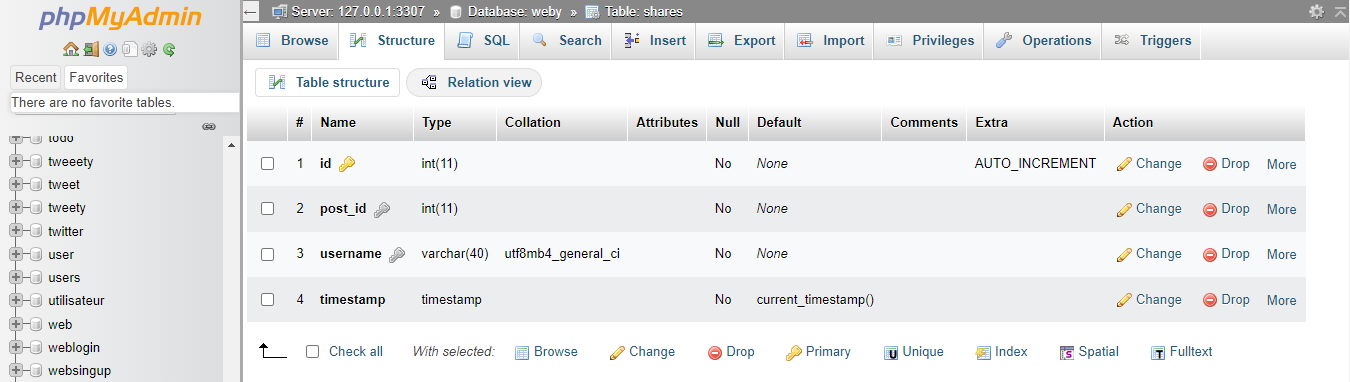 phpMyAdmin
Recent Favorites
There are no favorite tables.
todo
tweeety
tweet
tweety
twitter
user
users
utilisateur
web
weblogin
websingup
Server: 127.0.0.1:3307 » Database: weby » Table: shares
Browse Structure SQL Search Insert Export Import Privileges Operations Triggers
Table structure Relation view
# Name Type Collation Attributes Null Default Comments Extra Action
1 id int(11) No None AUTO_INCREMENT Change Drop More
2 post_id int(11) No None Change Drop More
3 username varchar(40) utf8mb4_general_ci No None Change Drop More
4 timestamp timestamp No current_timestamp() Change Drop More
Check all With selected: Browse Change Drop Primary Unique Index Spatial Fulltext